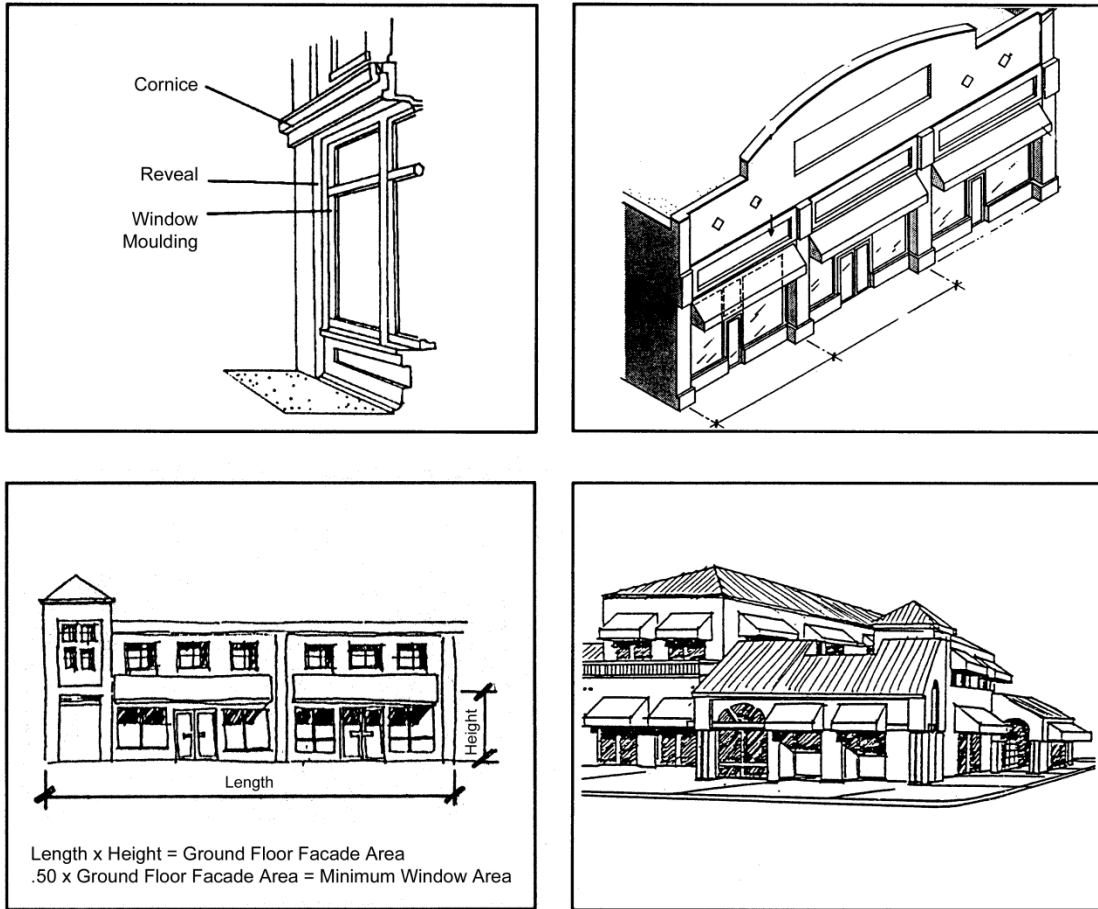 Cornice
Reveal
Window
Moulding
Height
Length
Length x Height = Ground Floor Facade Area
.50 x Ground Floor Facade Area = Minimum Window Area